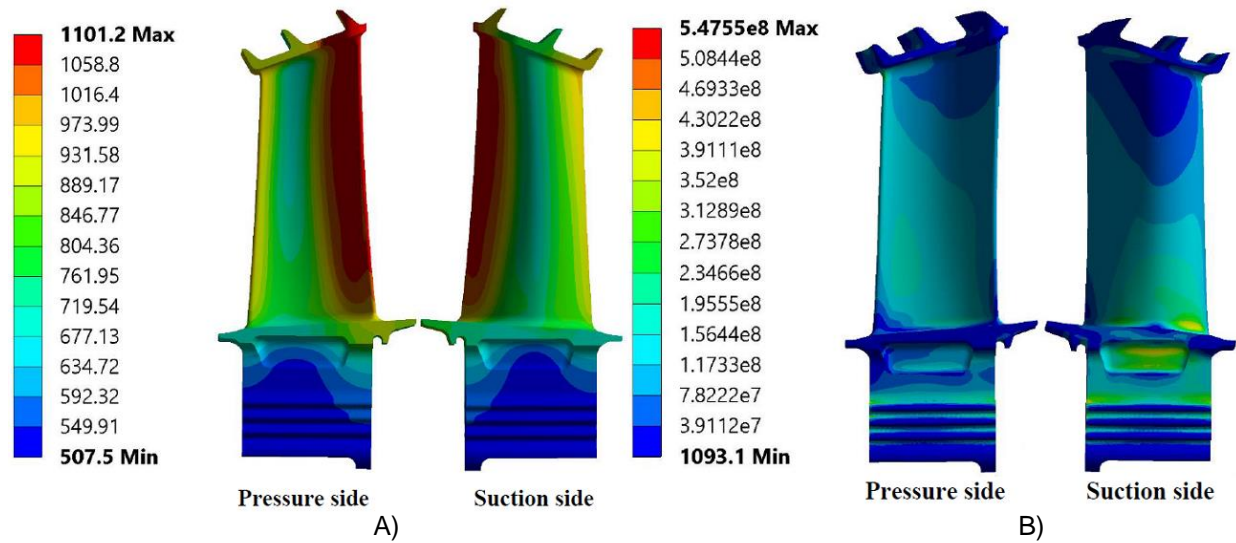 1101.2 Max
1058.8
1016.4
973.99
931.58
889.17
846.77
804.36
761.95
719.54
677.13
634.72
592.32
549.91
507.5 Min
Pressure side
Suction side
A)
5.4755e8 Max
5.0844e8
4.6933e8
4.3022e8
3.9111e8
3.52e8
3.1289e8
2.7378e8
2.3466e8
1.9555e8
1.5644e8
1.1733e8
7.8222e7
3.9112e7
1093.1 Min
Pressure side
Suction side
B)